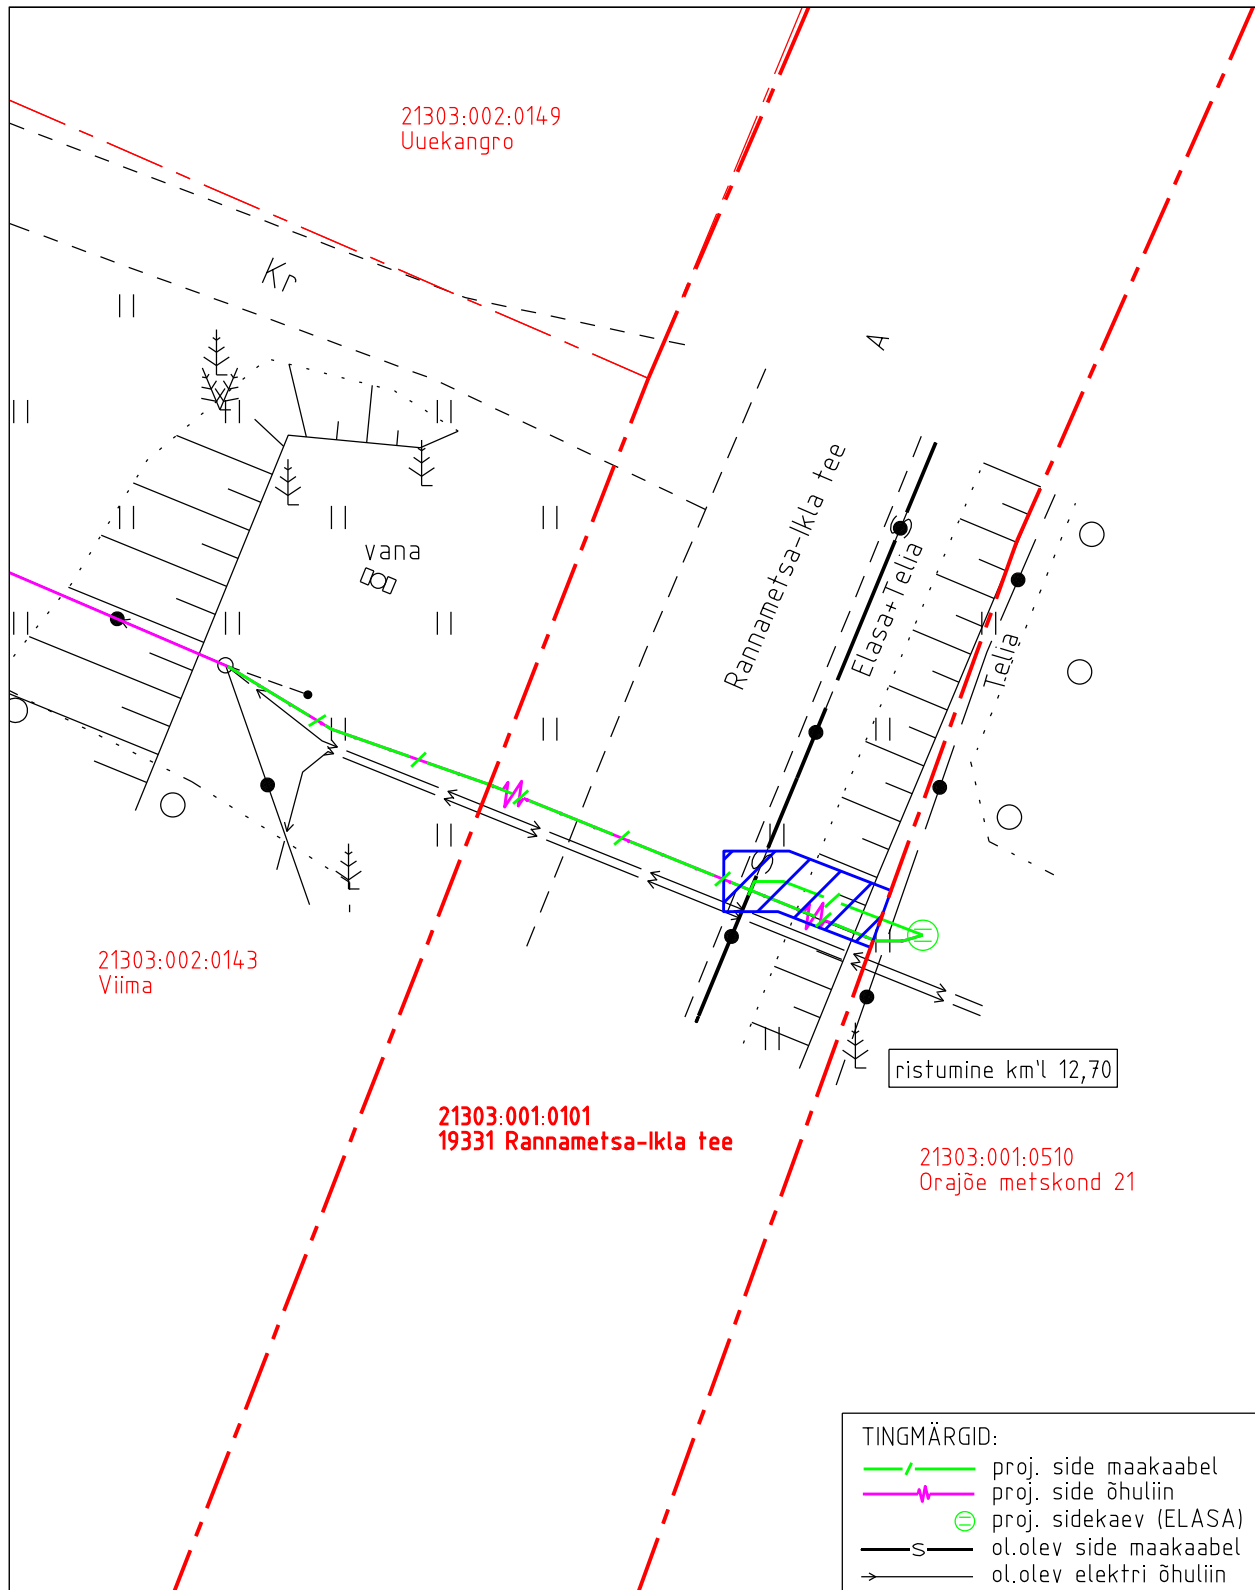 21303:002:0149
Uuekangro
Kr
A
Rannametsa-Ikla tee
Elasa+Telia
Telia
vana
S
S
21303:002:0143
Viima
ristumine km'l 12,70
21303:001:0101
19331 Rannametsa-Ikla tee
21303:001:0510
Orajõe metskond 21
TINGMÄRGID:
proj. side maakaabel
proj. side õhuliin
proj. sidekaev (ELASA)
S ol.olev side maakaabel
ol.olev elektri õhuliin